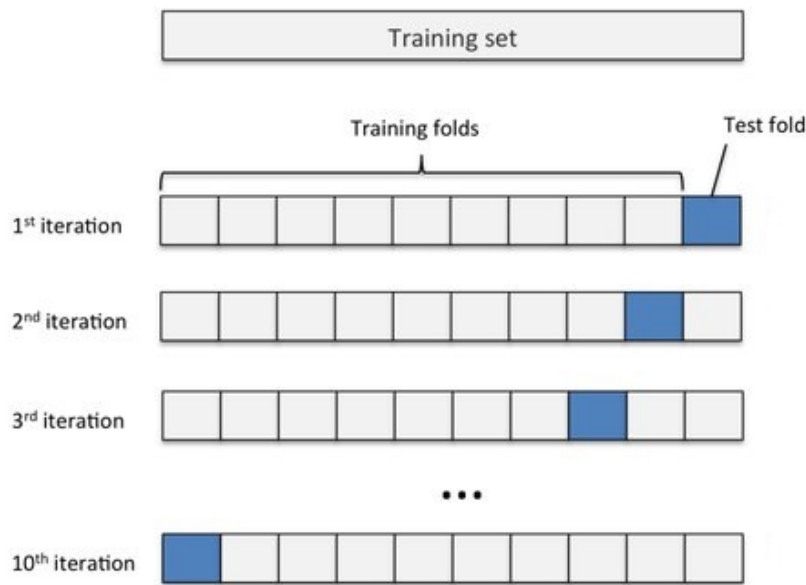 Training set
Training folds
Test fold
1st iteration
2nd iteration
3rd iteration
...
10th iteration